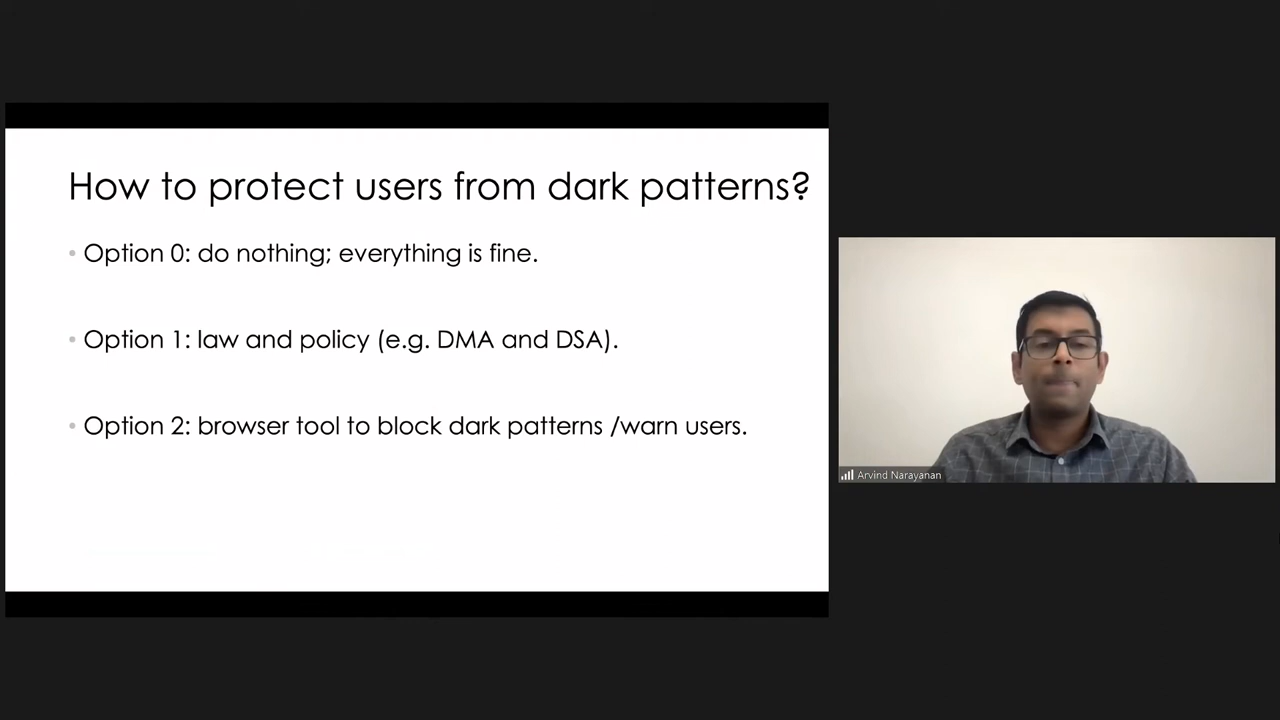 How to protect users from dark patterns?
• Option 0: do nothing; everything is fine.
• Option 1: law and policy (e.g. DMA and DSA).
• Option 2: browser tool to block dark patterns /warn users.
Arvind Narayanan